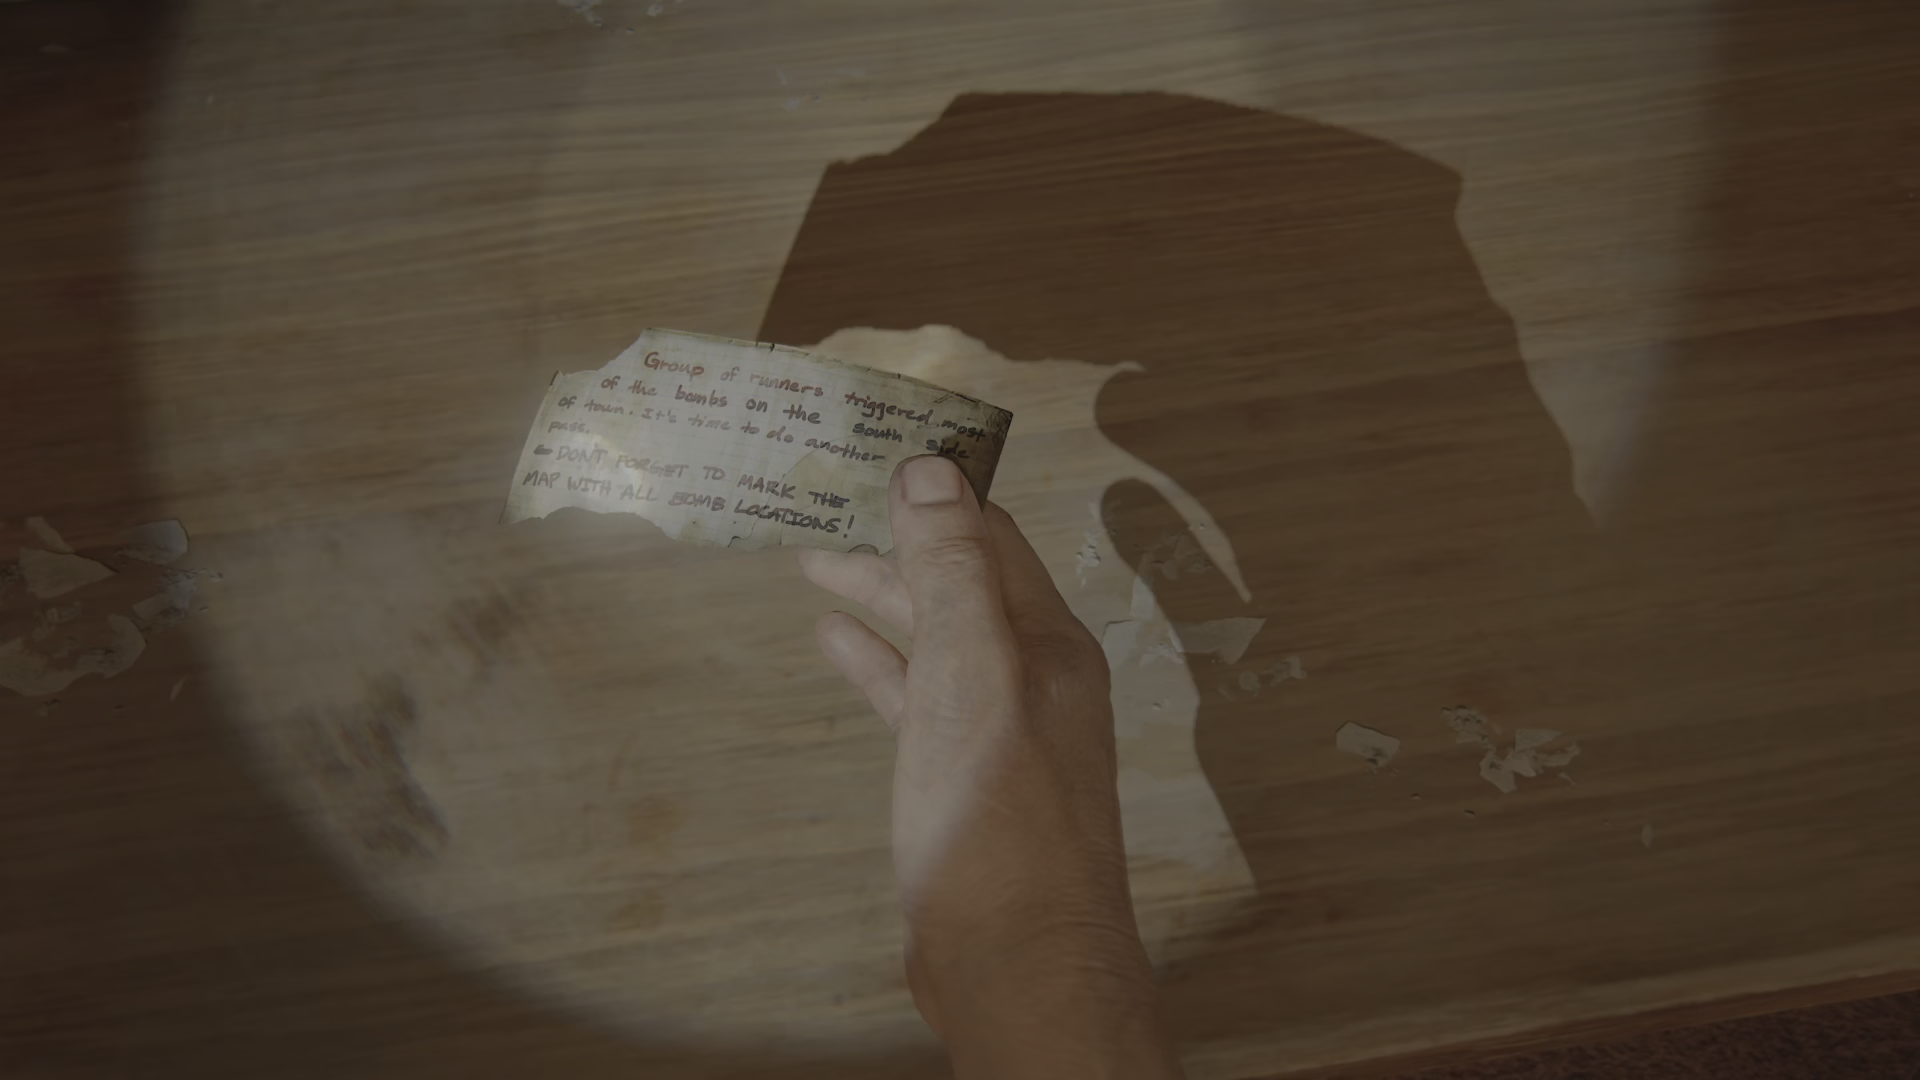 Group of runners triggered most
of the bombs on the south side
of town. It's time to do another
pass.
- DON'T FORGET TO MARK THE
MAP WITH ALL BOMB LOCATIONS!